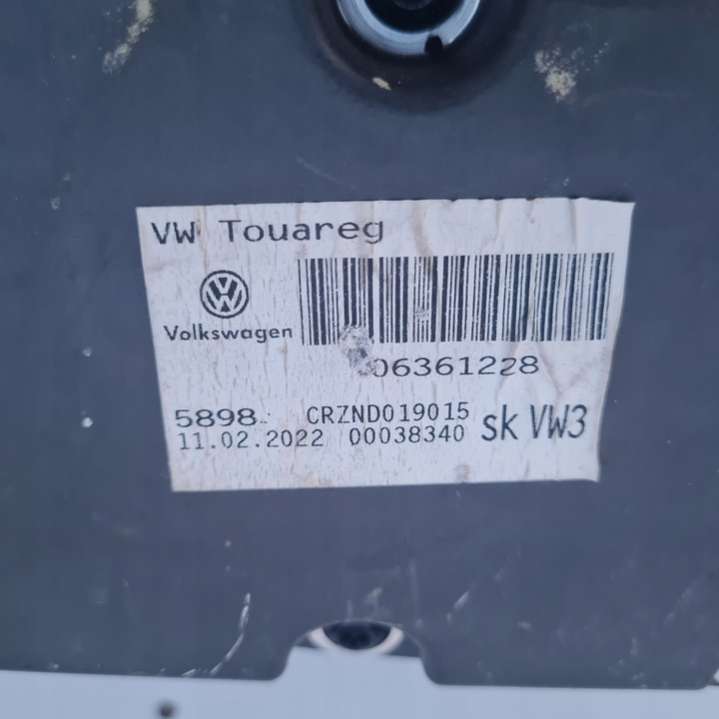 VW Touareg
Volkswagen
06361228
5898 CRZND019015
11.02.2022 00038340 sk VW3